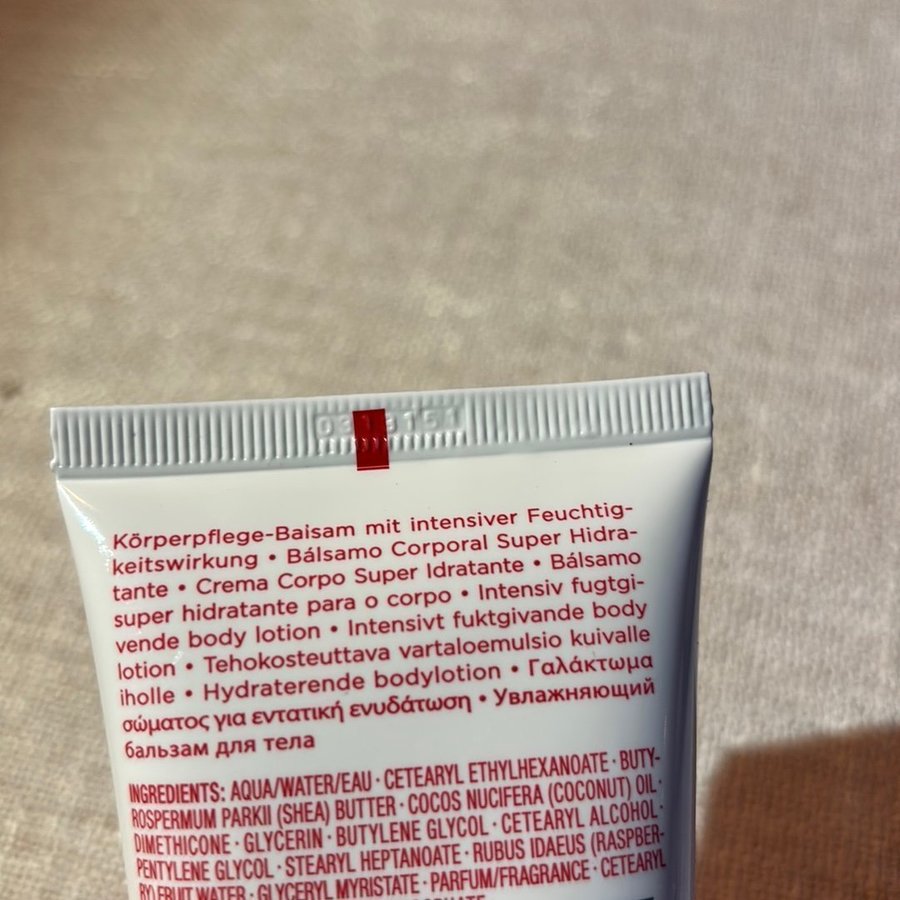 Körperpflege-Balsam mit intensiver Feuchtig-
keitswirkung • Bálsamo Corporal Super Hidra-
tante • Crema Corpo Super Idratante • Bálsamo
super hidratante para o corpo • Intensiv fugtgi-
vende body lotion • Intensivt fuktgivande body
lotion • Tehokosteuttava vartaloemulsio kuivalle
iholle • Hydraterende bodylotion • Γαλάκτωμα
σώματος για εντατική ενυδάτωση • Увлажняющий
бальзам для тела
INGREDIENTS: AQUA/WATER/EAU · CETEARYL ETHYLHEXANOATE · BUTY-
ROSPERMUM PARKII (SHEA) BUTTER · COCOS NUCIFERA (COCONUT) OIL ·
DIMETHICONE · GLYCERIN · BUTYLENE GLYCOL · CETEARYL ALCOHOL ·
PENTYLENE GLYCOL · STEARYL HEPTANOATE · RUBUS IDAEUS (RASPBER-
RY) FRUIT WATER · GLYCERYL MYRISTATE · PARFUM/FRAGRANCE · CETEARYL